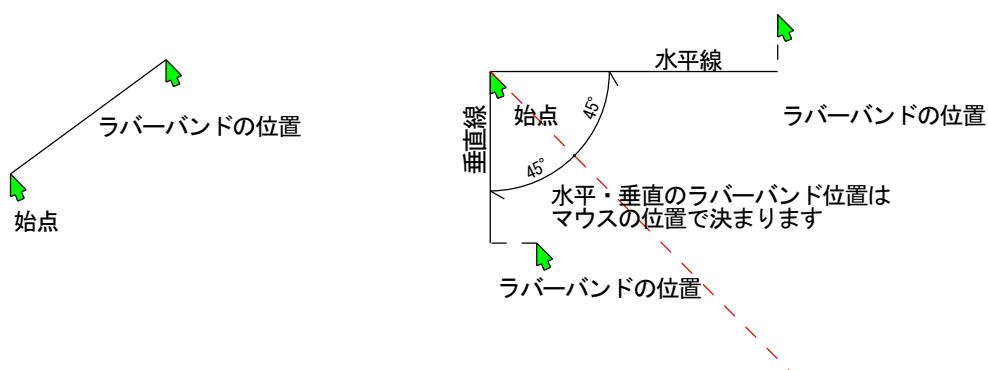 ラバーバンドの位置
始点
水平線
垂直線
始点
45°
45°
ラバーバンドの位置
水平・垂直のラバーバンド位置は
マウスの位置で決まります
ラバーバンドの位置